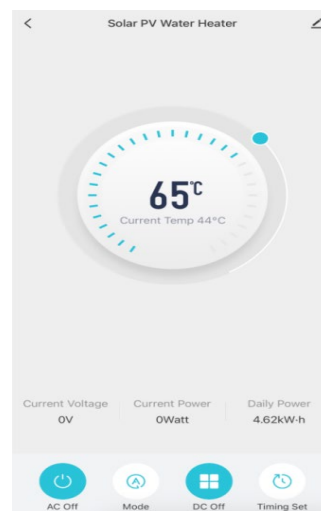 Solar PV Water Heater
65°C
Current Temp 44°C
Current Voltage Current Power Daily Power
0V 0Watt 4.62kW·h
AC Off Mode DC Off Timing Set